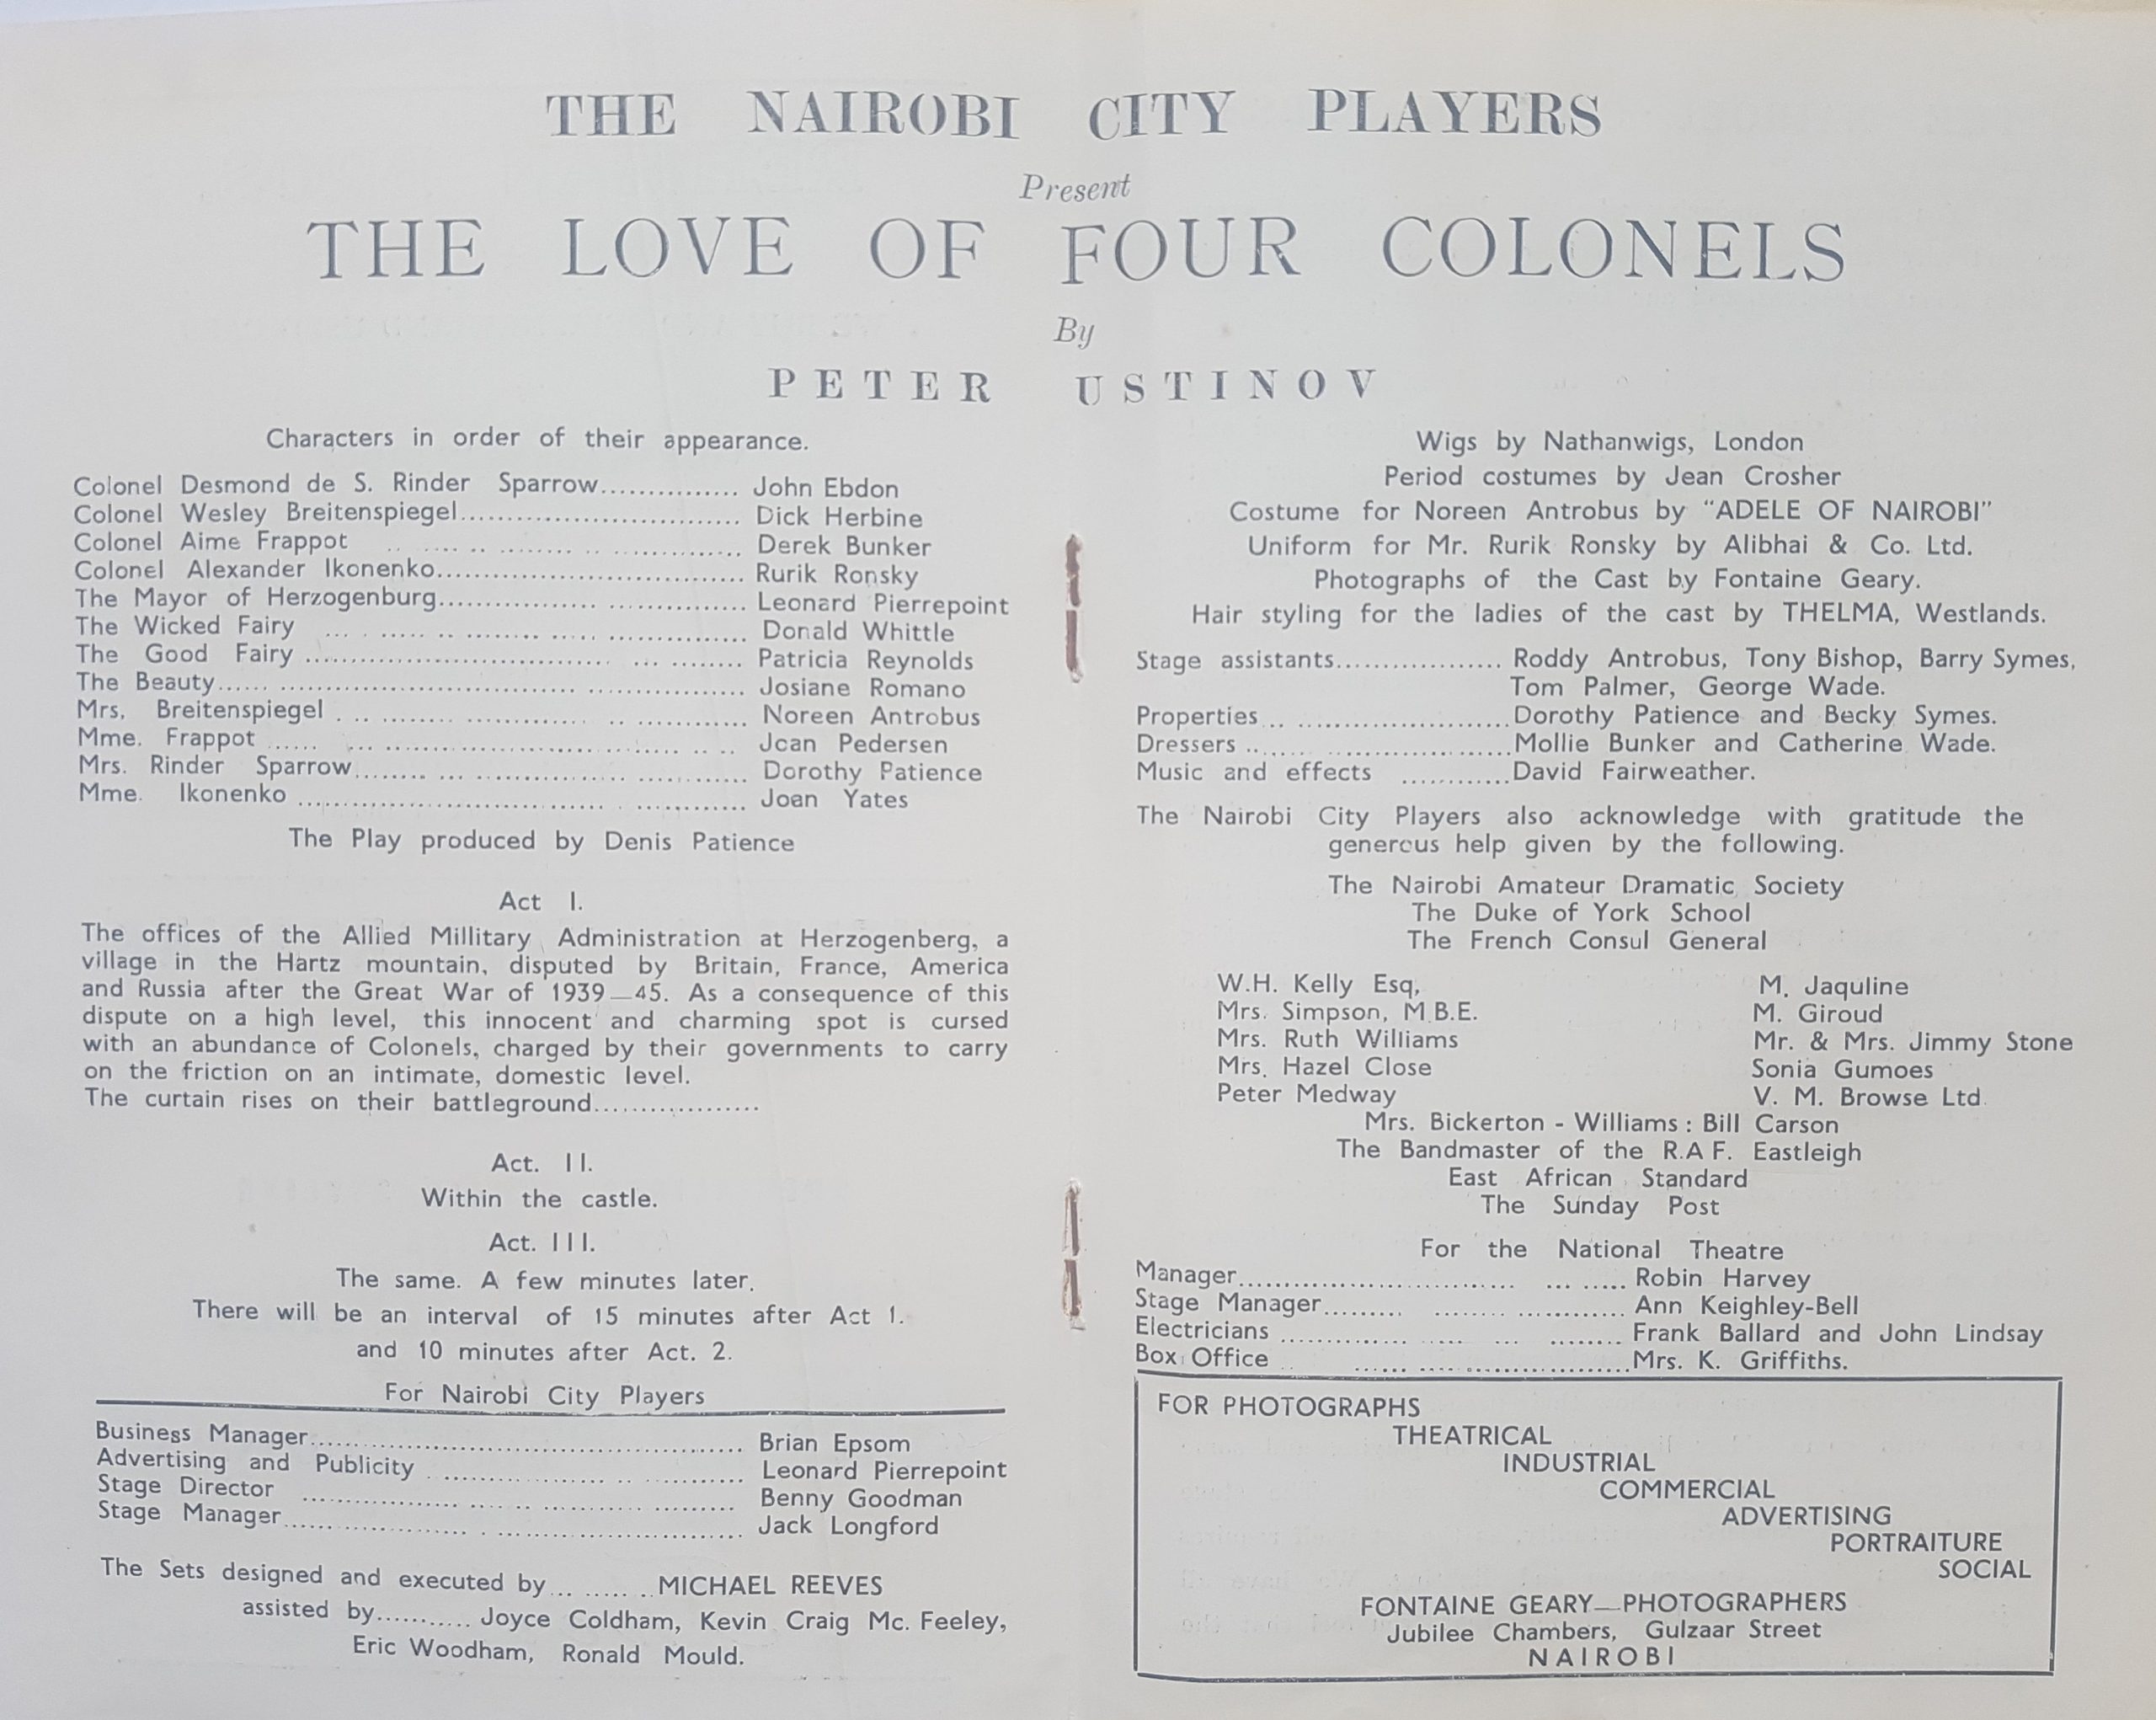 THE NAIROBI CITY PLAYERS
Present
THE LOVE OF FOUR COLONELS
By
PETER USTINOV
Characters in order of their appearance.
Colonel Desmond de S. Rinder Sparrow............... John Ebdon
Colonel Wesley Breitenspiegel............................... Dick Herbine
Colonel Aime Frappot .. ..... .. ........ .. ............... Derek Bunker
Colonel Alexander Ikonenko.................................. Rurik Ronsky
The Mayor of Herzogenburg................. ............... Leonard Pierrepoint
The Wicked Fairy ... . ..... .. ........ ..... ............... Donald Whittle
The Good Fairy .................................. ... ........ Patricia Reynolds
The Beauty...... ................................. ................. Josiane Romano
Mrs. Breitenspiegel . .. ........................ .. ............ Noreen Antrobus
Mme. Frappot ...... ... ........................... ..... .. .. Joan Pedersen
Mrs. Rinder Sparrow........ ... ................ .. ............ Dorothy Patience
Mme. Ikonenko .................................. .. ............ Joan Yates
The Play produced by Denis Patience
Act I.
The offices of the Allied Millitary Administration at Herzogenberg, a
village in the Hartz mountain, disputed by Britain, France, America
and Russia after the Great War of 1939—45. As a consequence of this
dispute on a high level, this innocent and charming spot is cursed
with an abundance of Colonels, charged by their governments to carry
on the friction on an intimate, domestic level.
The curtain rises on their battleground..................
Act. II.
Within the castle.
Act. III.
The same. A few minutes later.
There will be an interval of 15 minutes after Act 1.
and 10 minutes after Act. 2.
For Nairobi City Players
Business Manager................................................ Brian Epsom
Advertising and Publicity . .................. .. ............ Leonard Pierrepoint
Stage Director .................. ..... .. .................. Benny Goodman
Stage Manager..................... . ........................... Jack Longford
The Sets designed and executed by... ..... .. MICHAEL REEVES
assisted by........... Joyce Coldham, Kevin Craig Mc. Feeley,
Eric Woodham, Ronald Mould.
Wigs by Nathanwigs, London
Period costumes by Jean Crosher
Costume for Noreen Antrobus by "ADELE OF NAIROBI"
Uniform for Mr. Rurik Ronsky by Alibhai & Co. Ltd.
Photographs of the Cast by Fontaine Geary.
Hair styling for the ladies of the cast by THELMA, Westlands.
Stage assistants................... Roddy Antrobus, Tony Bishop, Barry Symes,
Tom Palmer, George Wade.
Properties... ........................Dorothy Patience and Becky Symes.
Dressers ....... .....................Mollie Bunker and Catherine Wade.
Music and effects ............David Fairweather.
The Nairobi City Players also acknowledge with gratitude the
generous help given by the following.
The Nairobi Amateur Dramatic Society
The Duke of York School
The French Consul General
W.H. Kelly Esq, M. Jaquline
Mrs. Simpson, M.B.E. M. Giroud
Mrs. Ruth Williams Mr. & Mrs. Jimmy Stone
Mrs. Hazel Close Sonia Gumoes
Peter Medway V. M. Browse Ltd.
Mrs. Bickerton - Williams : Bill Carson
The Bandmaster of the R.A F. Eastleigh
East African Standard
The Sunday Post
For the National Theatre
Manager............................... ... ..... Robin Harvey
Stage Manager......... ..................... Ann Keighley-Bell
Electricians .............. ..... ... ........ Frank Ballard and John Lindsay
Box Office .. ...... .... ..................Mrs. K. Griffiths.
FOR PHOTOGRAPHS
THEATRICAL
INDUSTRIAL
COMMERCIAL
ADVERTISING
PORTRAITURE
SOCIAL
FONTAINE GEARY—PHOTOGRAPHERS
Jubilee Chambers, Gulzaar Street
NAIROBI